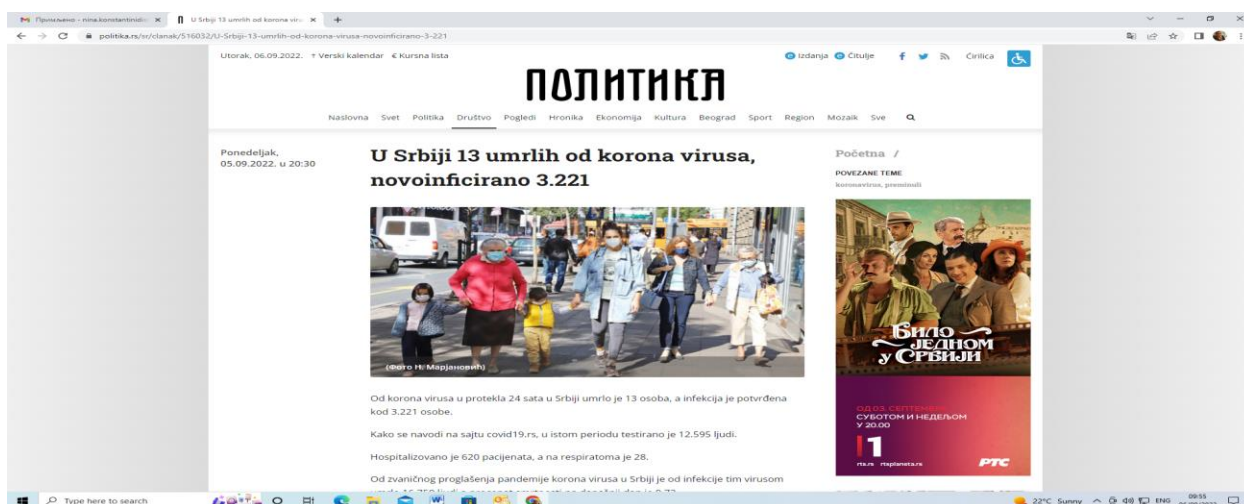 U Srbiji 13 umrlih od korona viru
politika.rs/sr/clanak/516032/U-Srbiji-13-umrlih-od-korona-virusa-novoinficirano-3-221
Utorak, 06.09.2022. Verski kalendar € Kursna lista
Izdanja Čitulje Ćirilica
ПОЛИТИКА
Naslovna Svet Politika Društvo Pogledi Hronika Ekonomija Kultura Beograd Sport Region Mozaik Sve
Ponedeljak,
05.09.2022. u 20:30
U Srbiji 13 umrlih od korona virusa,
novoinficirano 3.221
(Фото Н. Марјановић)
Od korona virusa u protekla 24 sata u Srbiji umrlo je 13 osoba, a infekcija je potvrđena
kod 3.221 osobe.
Kako se navodi na sajtu covid19.rs, u istom periodu testirano je 12.595 ljudi.
Hospitalizovano je 620 pacijenata, a na respiratoma je 28.
Od zvaničnog proglašenja pandemije korona virusa u Srbiji je od infekcije tim virusom
Početna /
POVEZANE TEME
koronavirus, preminuli
Било
ЈЕДНОМ
у СРБИЈИ
ОД 03. СЕПТЕМБРА
СУБОТОМ И НЕДЕЉОМ
У 20.00
1
rts.rs rtsplaneta.rs РТС
Type here to search
22°C Sunny ENG 09:55